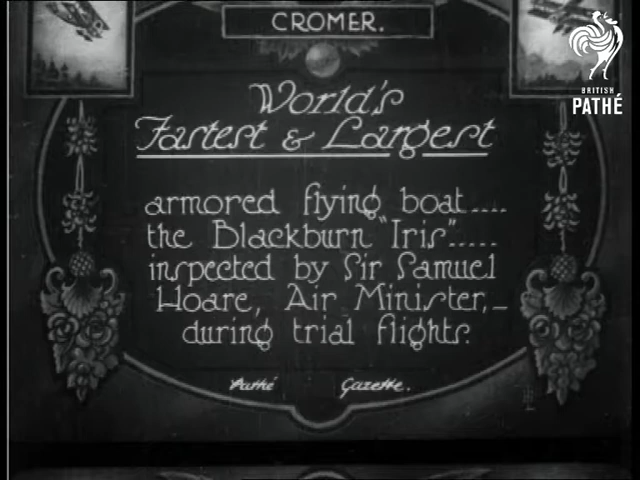 CROMER.
BRITISH
PATHÉ
World's
Fastest & Largest
armored flying boat....
the Blackburn "Iris".....
inspected by Sir Samuel
Hoare, Air Minister,_
during trial flights.
Pathé Gazette.